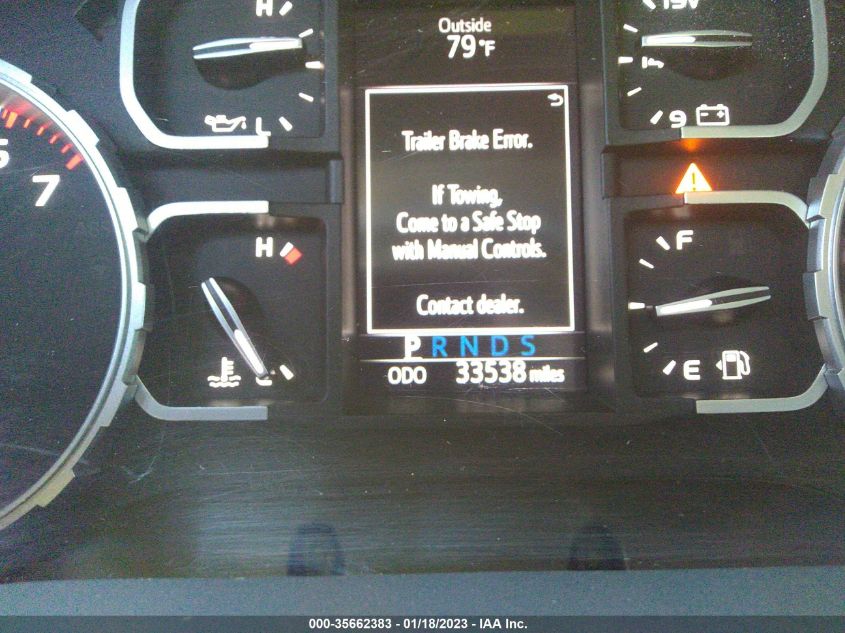 H
Outside
79°F
19V
L
9
Trailer Brake Error.
If Towing,
Come to a Safe Stop
with Manual Controls.
Contact dealer.
7
H
F
P R N D S
E
ODO 33538 miles
000-35662383 - 01/18/2023 - IAA Inc.